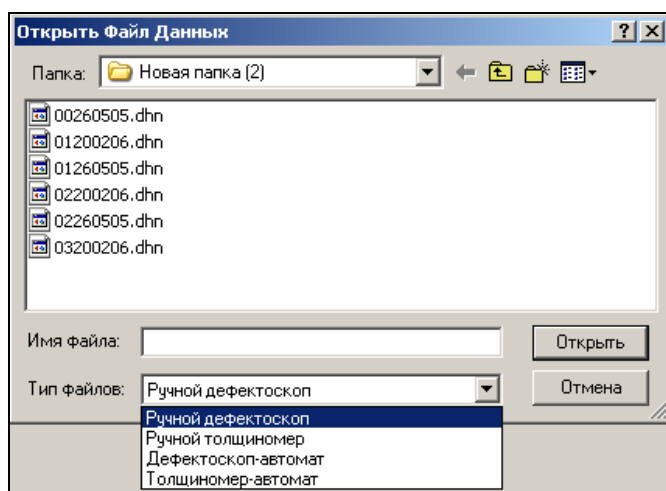 Открыть Файл Данных
Папка: Новая папка (2)
00260505.dhn
01200206.dhn
01260505.dhn
02200206.dhn
02260505.dhn
03200206.dhn
Имя файла: Открыть
Тип файлов: Ручной дефектоскоп Отмена
Ручной дефектоскоп
Ручной толщиномер
Дефектоскоп-автомат
Толщиномер-автомат